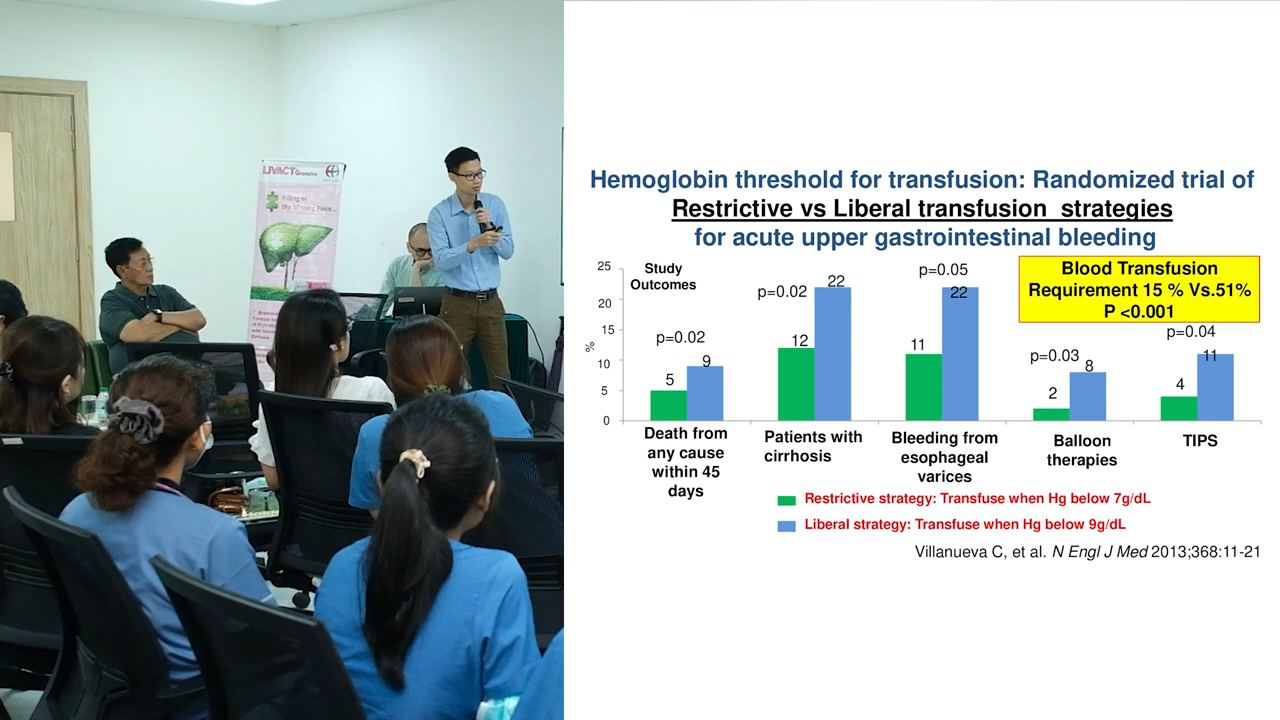 LIVACT® Granules
Filling in
the Missing Piece...
Hemoglobin threshold for transfusion: Randomized trial of
Restrictive vs Liberal transfusion strategies
for acute upper gastrointestinal bleeding
Study
Outcomes
Blood Transfusion
Requirement 15 % Vs.51%
P <0.001
%
25
20
15
10
5
0
p=0.02
5
9
p=0.02
12
22
p=0.05
11
22
p=0.03
2
8
p=0.04
4
11
Death from
any cause
within 45
days
Patients with
cirrhosis
Bleeding from
esophageal
varices
Balloon
therapies
TIPS
Restrictive strategy: Transfuse when Hg below 7g/dL
Liberal strategy: Transfuse when Hg below 9g/dL
Villanueva C, et al. N Engl J Med 2013;368:11-21